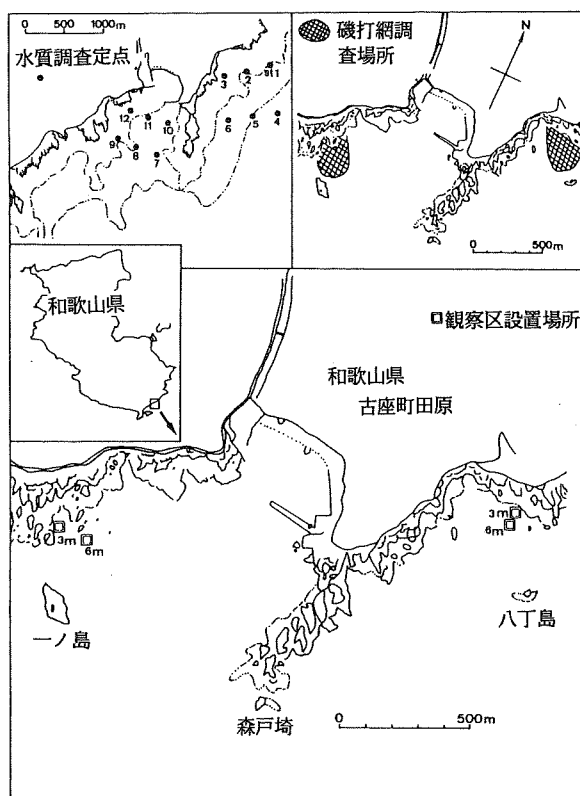 0 500 1000m
水質調査定点
1
2
3
4
5
6
7
8
9
10
11
12
磯打網調
査場所
N
0 500m
和歌山県
観察区設置場所
和歌山県
古座町田原
3m
6m
3m
6m
一ノ島
八丁島
森戸埼
0 500m